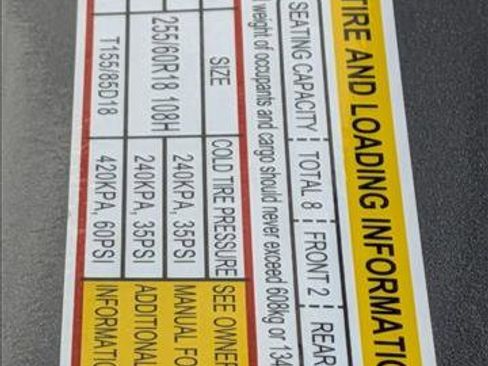 TIRE AND LOADING INFORMATIO
SEATING CAPACITY TOTAL 8 FRONT 2 REAR
weight of occupants and cargo should never exceed 608kg or 134
SIZE COLD TIRE PRESSURE SEE OWNER
255/60R18 108H 240KPA, 35PSI MANUAL FO
240KPA, 35PSI ADDITIONAL
T155/85D18 420KPA, 60PSI INFORMATIO